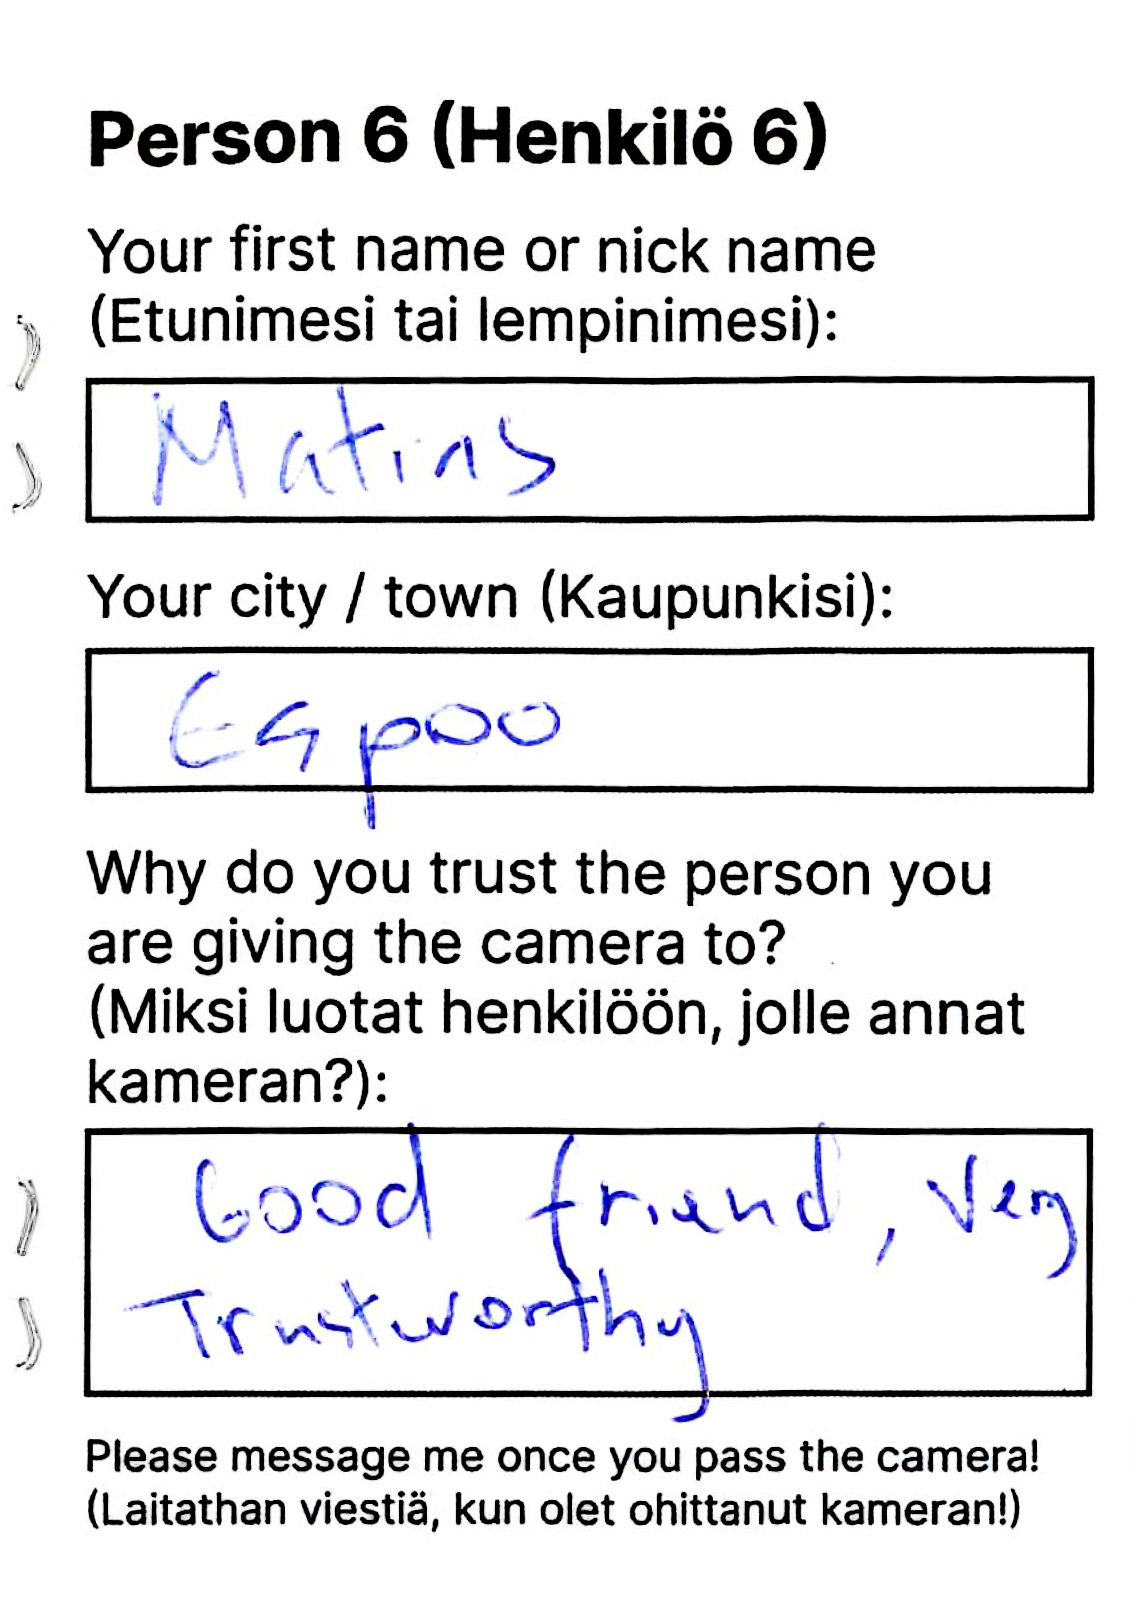 Person 6 (Henkilö 6)
Your first name or nick name
(Etunimesi tai lempinimesi):
Matias
Your city / town (Kaupunkisi):
Espoo
Why do you trust the person you
are giving the camera to?
(Miksi luotat henkilöön, jolle annat
kameran?):
Good friend, Very
Trustworthy
Please message me once you pass the camera!
(Laitathan viestiä, kun olet ohittanut kameran!)